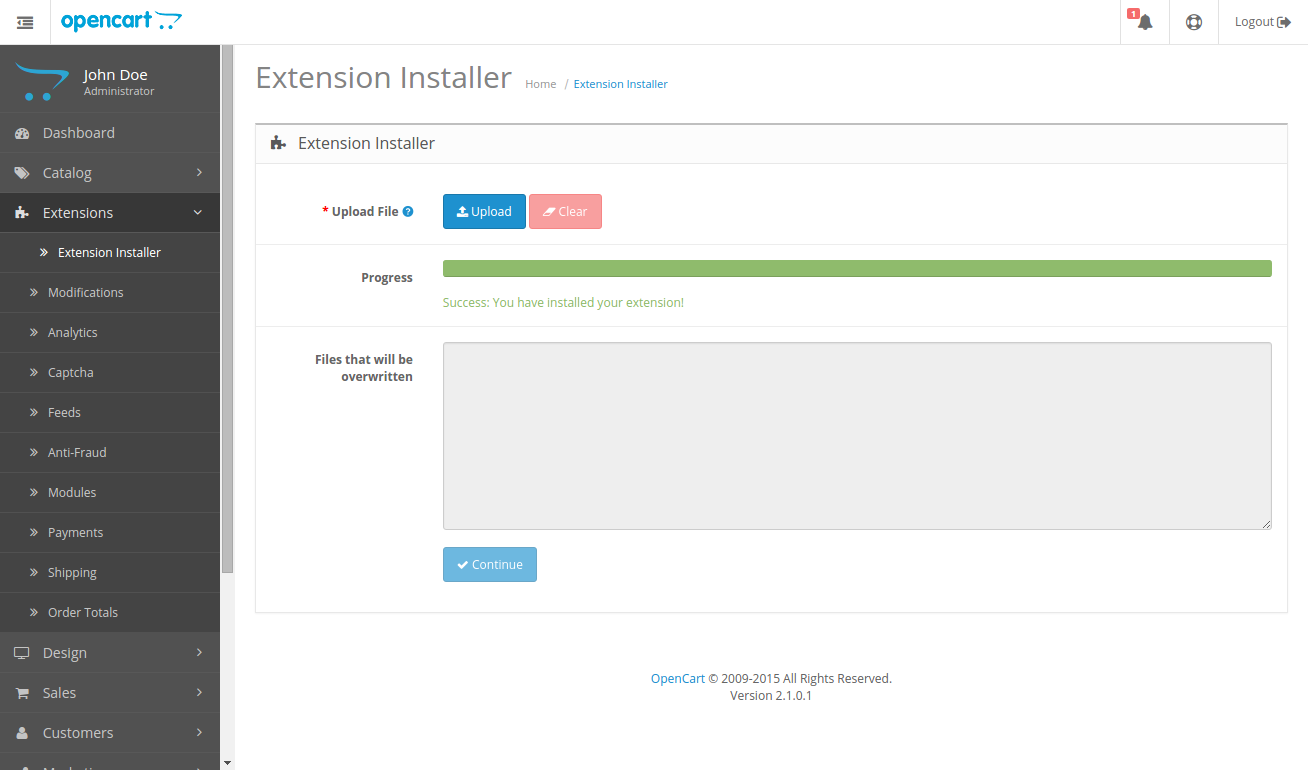 opencart
1
Logout
John Doe
Administrator
Dashboard
Catalog
Extensions
Extension Installer
Modifications
Analytics
Captcha
Feeds
Anti-Fraud
Modules
Payments
Shipping
Order Totals
Design
Sales
Customers
Extension Installer
Home / Extension Installer
Extension Installer
* Upload File ?
Upload Clear
Progress
Success: You have installed your extension!
Files that will be
overwritten
Continue
OpenCart © 2009-2015 All Rights Reserved.
Version 2.1.0.1